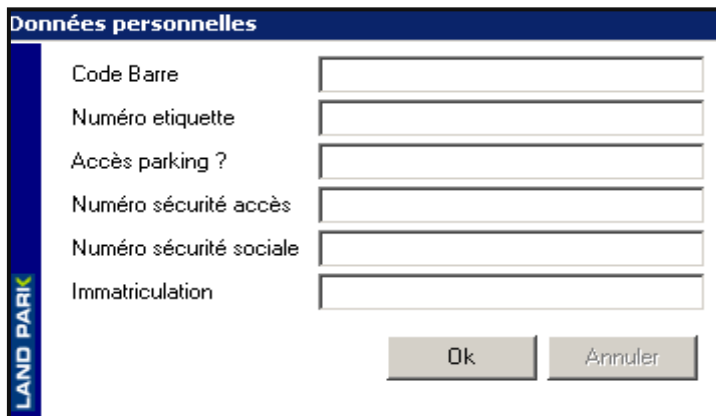 Données personnelles
Code Barre
Numéro etiquette
Accès parking ?
Numéro sécurité accès
Numéro sécurité sociale
Immatriculation
Ok Annuler
LAND PARK